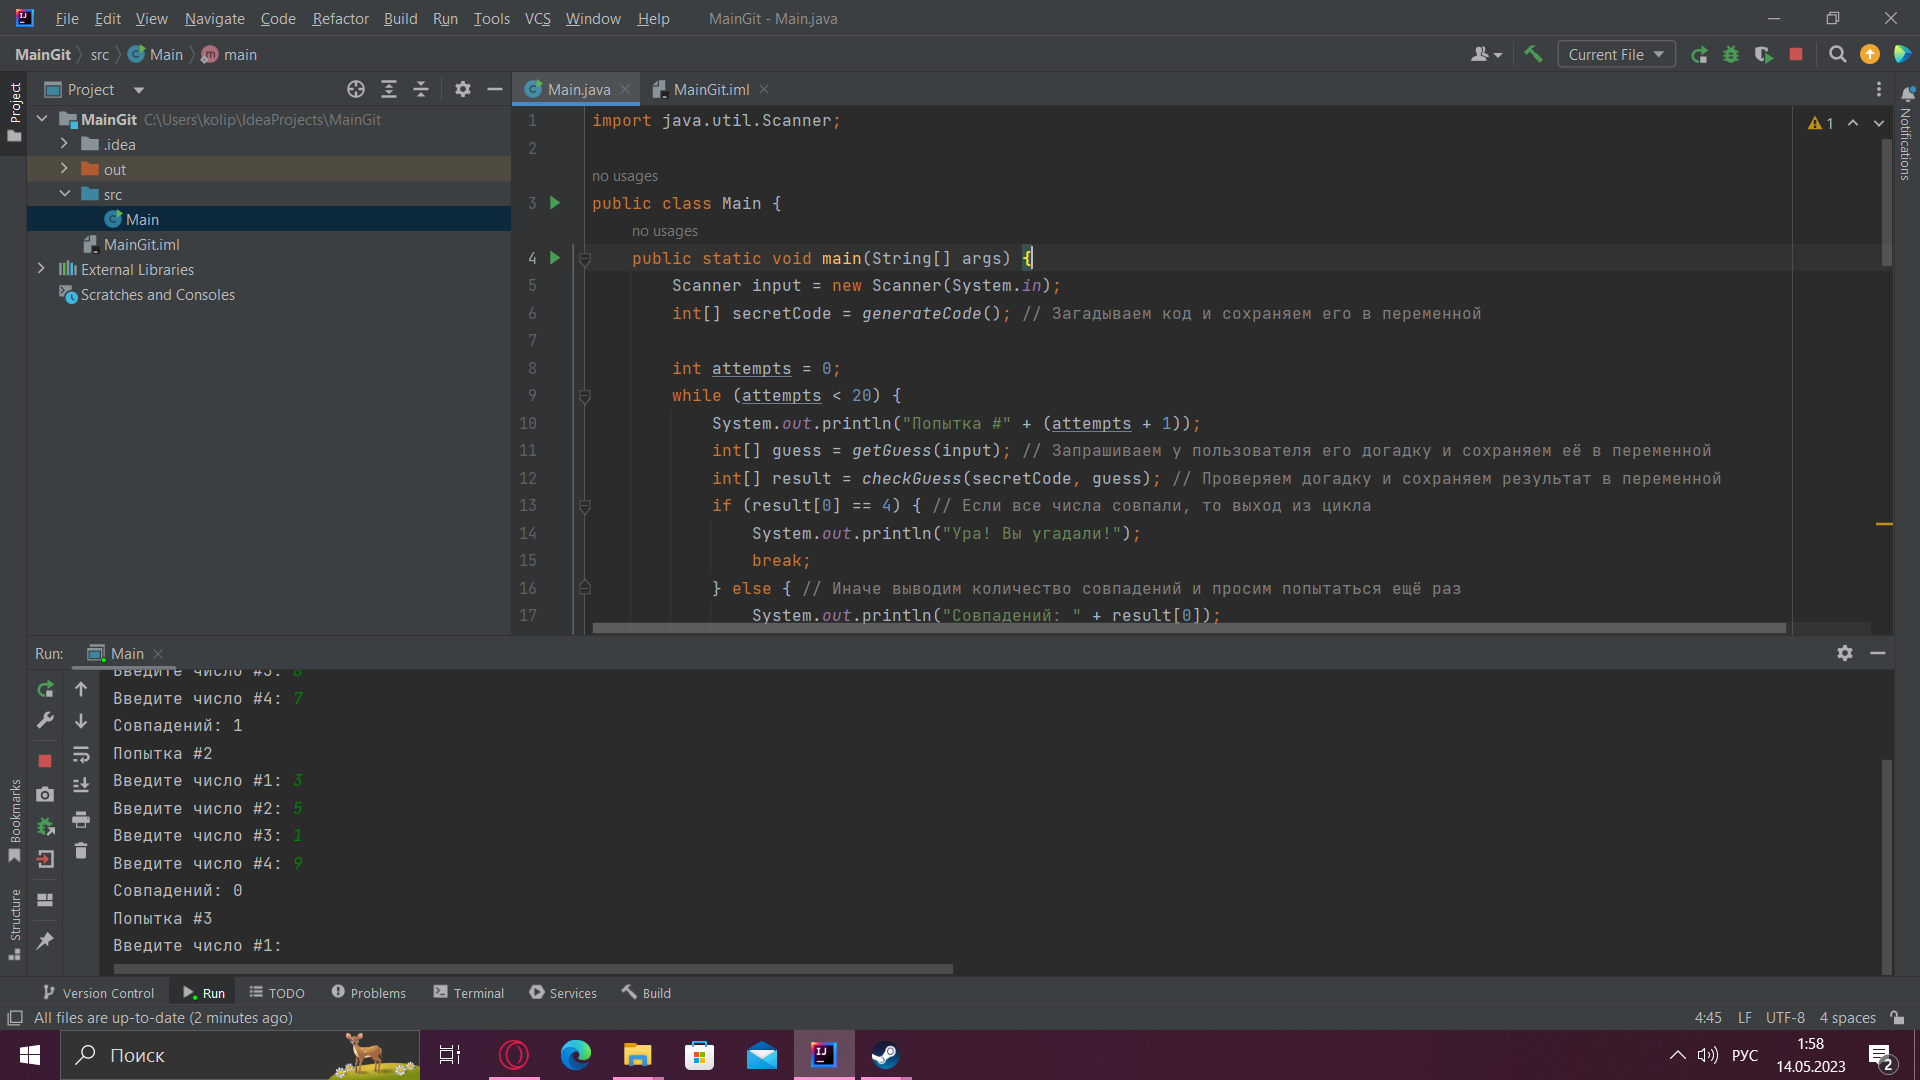 File Edit View Navigate Code Refactor Build Run Tools VCS Window Help MainGit - Main.java
MainGit src Main main Current File
Project Main.java MainGit.iml
MainGit C:\Users\kolip\IdeaProjects\MainGit
.idea
out
src
Main
MainGit.iml
External Libraries
Scratches and Consoles
Project
Bookmarks
Structure
Notifications
1
1 import java.util.Scanner;
2
no usages
3 public class Main {
no usages
4 public static void main(String[] args) {
5 Scanner input = new Scanner(System.in);
6 int[] secretCode = generateCode(); // Загадываем код и сохраняем его в переменной
7
8 int attempts = 0;
9 while (attempts < 20) {
10 System.out.println("Попытка #" + (attempts + 1));
11 int[] guess = getGuess(input); // Запрашиваем у пользователя его догадку и сохраняем её в переменной
12 int[] result = checkGuess(secretCode, guess); // Проверяем догадку и сохраняем результат в переменной
13 if (result[0] == 4) { // Если все числа совпали, то выход из цикла
14 System.out.println("Ура! Вы угадали!");
15 break;
16 } else { // Иначе выводим количество совпадений и просим попытаться ещё раз
17 System.out.println("Совпадений: " + result[0]);
Run: Main
Введите число #3: 8
Введите число #4: 7
Совпадений: 1
Попытка #2
Введите число #1: 3
Введите число #2: 5
Введите число #3: 1
Введите число #4: 9
Совпадений: 0
Попытка #3
Введите число #1:
Version Control Run TODO Problems Terminal Services Build
All files are up-to-date (2 minutes ago) 4:45 LF UTF-8 4 spaces
Поиск РУС 1:58
14.05.2023
2